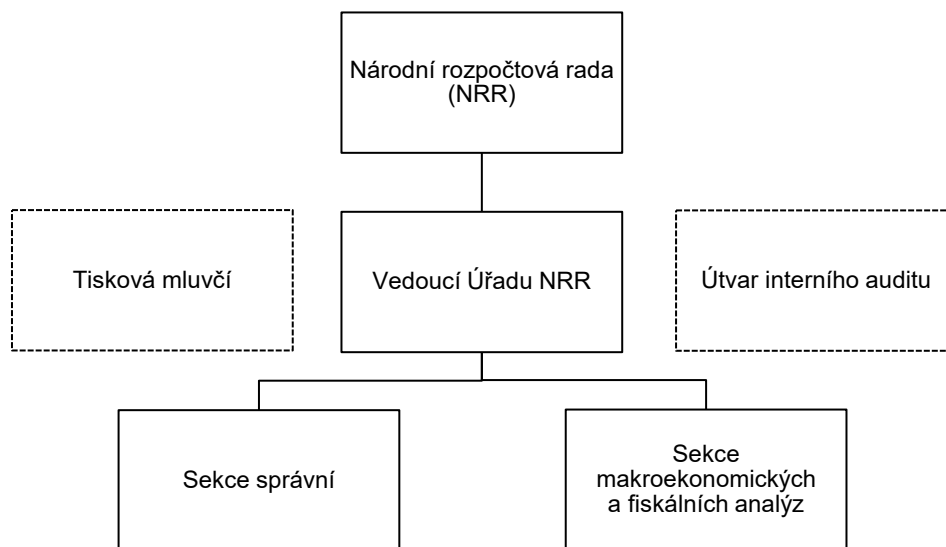 Národní rozpočtová rada
(NRR)
Tisková mluvčí
Vedoucí Úřadu NRR
Útvar interního auditu
Sekce správní
Sekce
makroekonomických
a fiskálních analýz